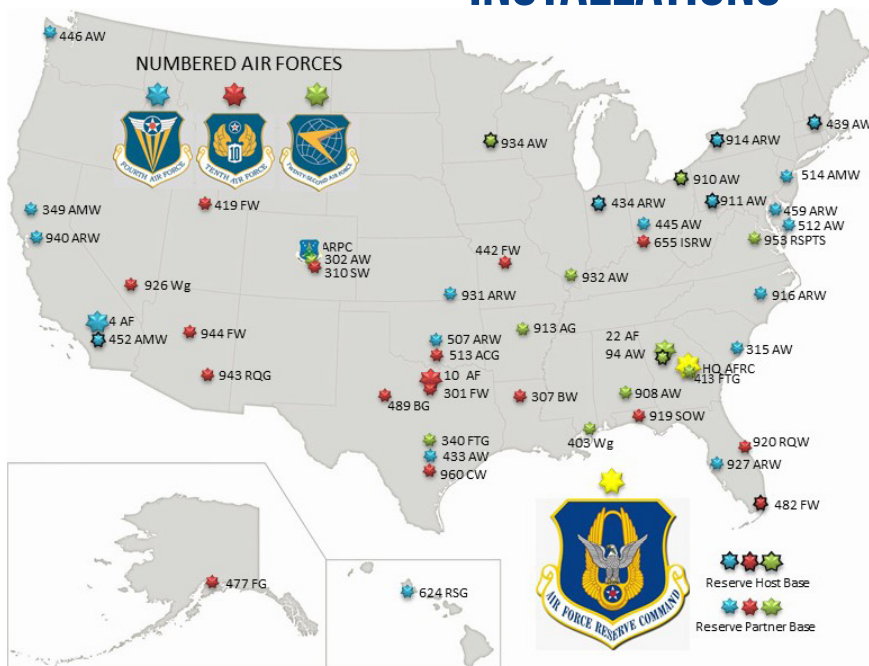 INSTALLATIONS
446 AW
NUMBERED AIR FORCES
FOURTH AIR FORCE
10
TENTH AIR FORCE
TWENTY-SECOND AIR FORCE
934 AW
914 ARW
439 AW
910 AW
911 AW
514 AMW
434 ARW
459 ARW
445 AW
512 AW
655 ISRW
953 RSPTS
349 AMW
940 ARW
419 FW
ARPC
302 AW
310 SW
442 FW
932 AW
926 Wg
931 ARW
916 ARW
4 AF
452 AMW
944 FW
913 AG
507 ARW
513 ACG
22 AF
94 AW
315 AW
HQ AFRC
413 FTG
943 RQG
10 AF
301 FW
489 BG
307 BW
908 AW
919 SOW
340 FTG
433 AW
960 CW
403 Wg
920 RQW
927 ARW
482 FW
477 FG
624 RSG
AIR FORCE RESERVE COMMAND
Reserve Host Base
Reserve Partner Base